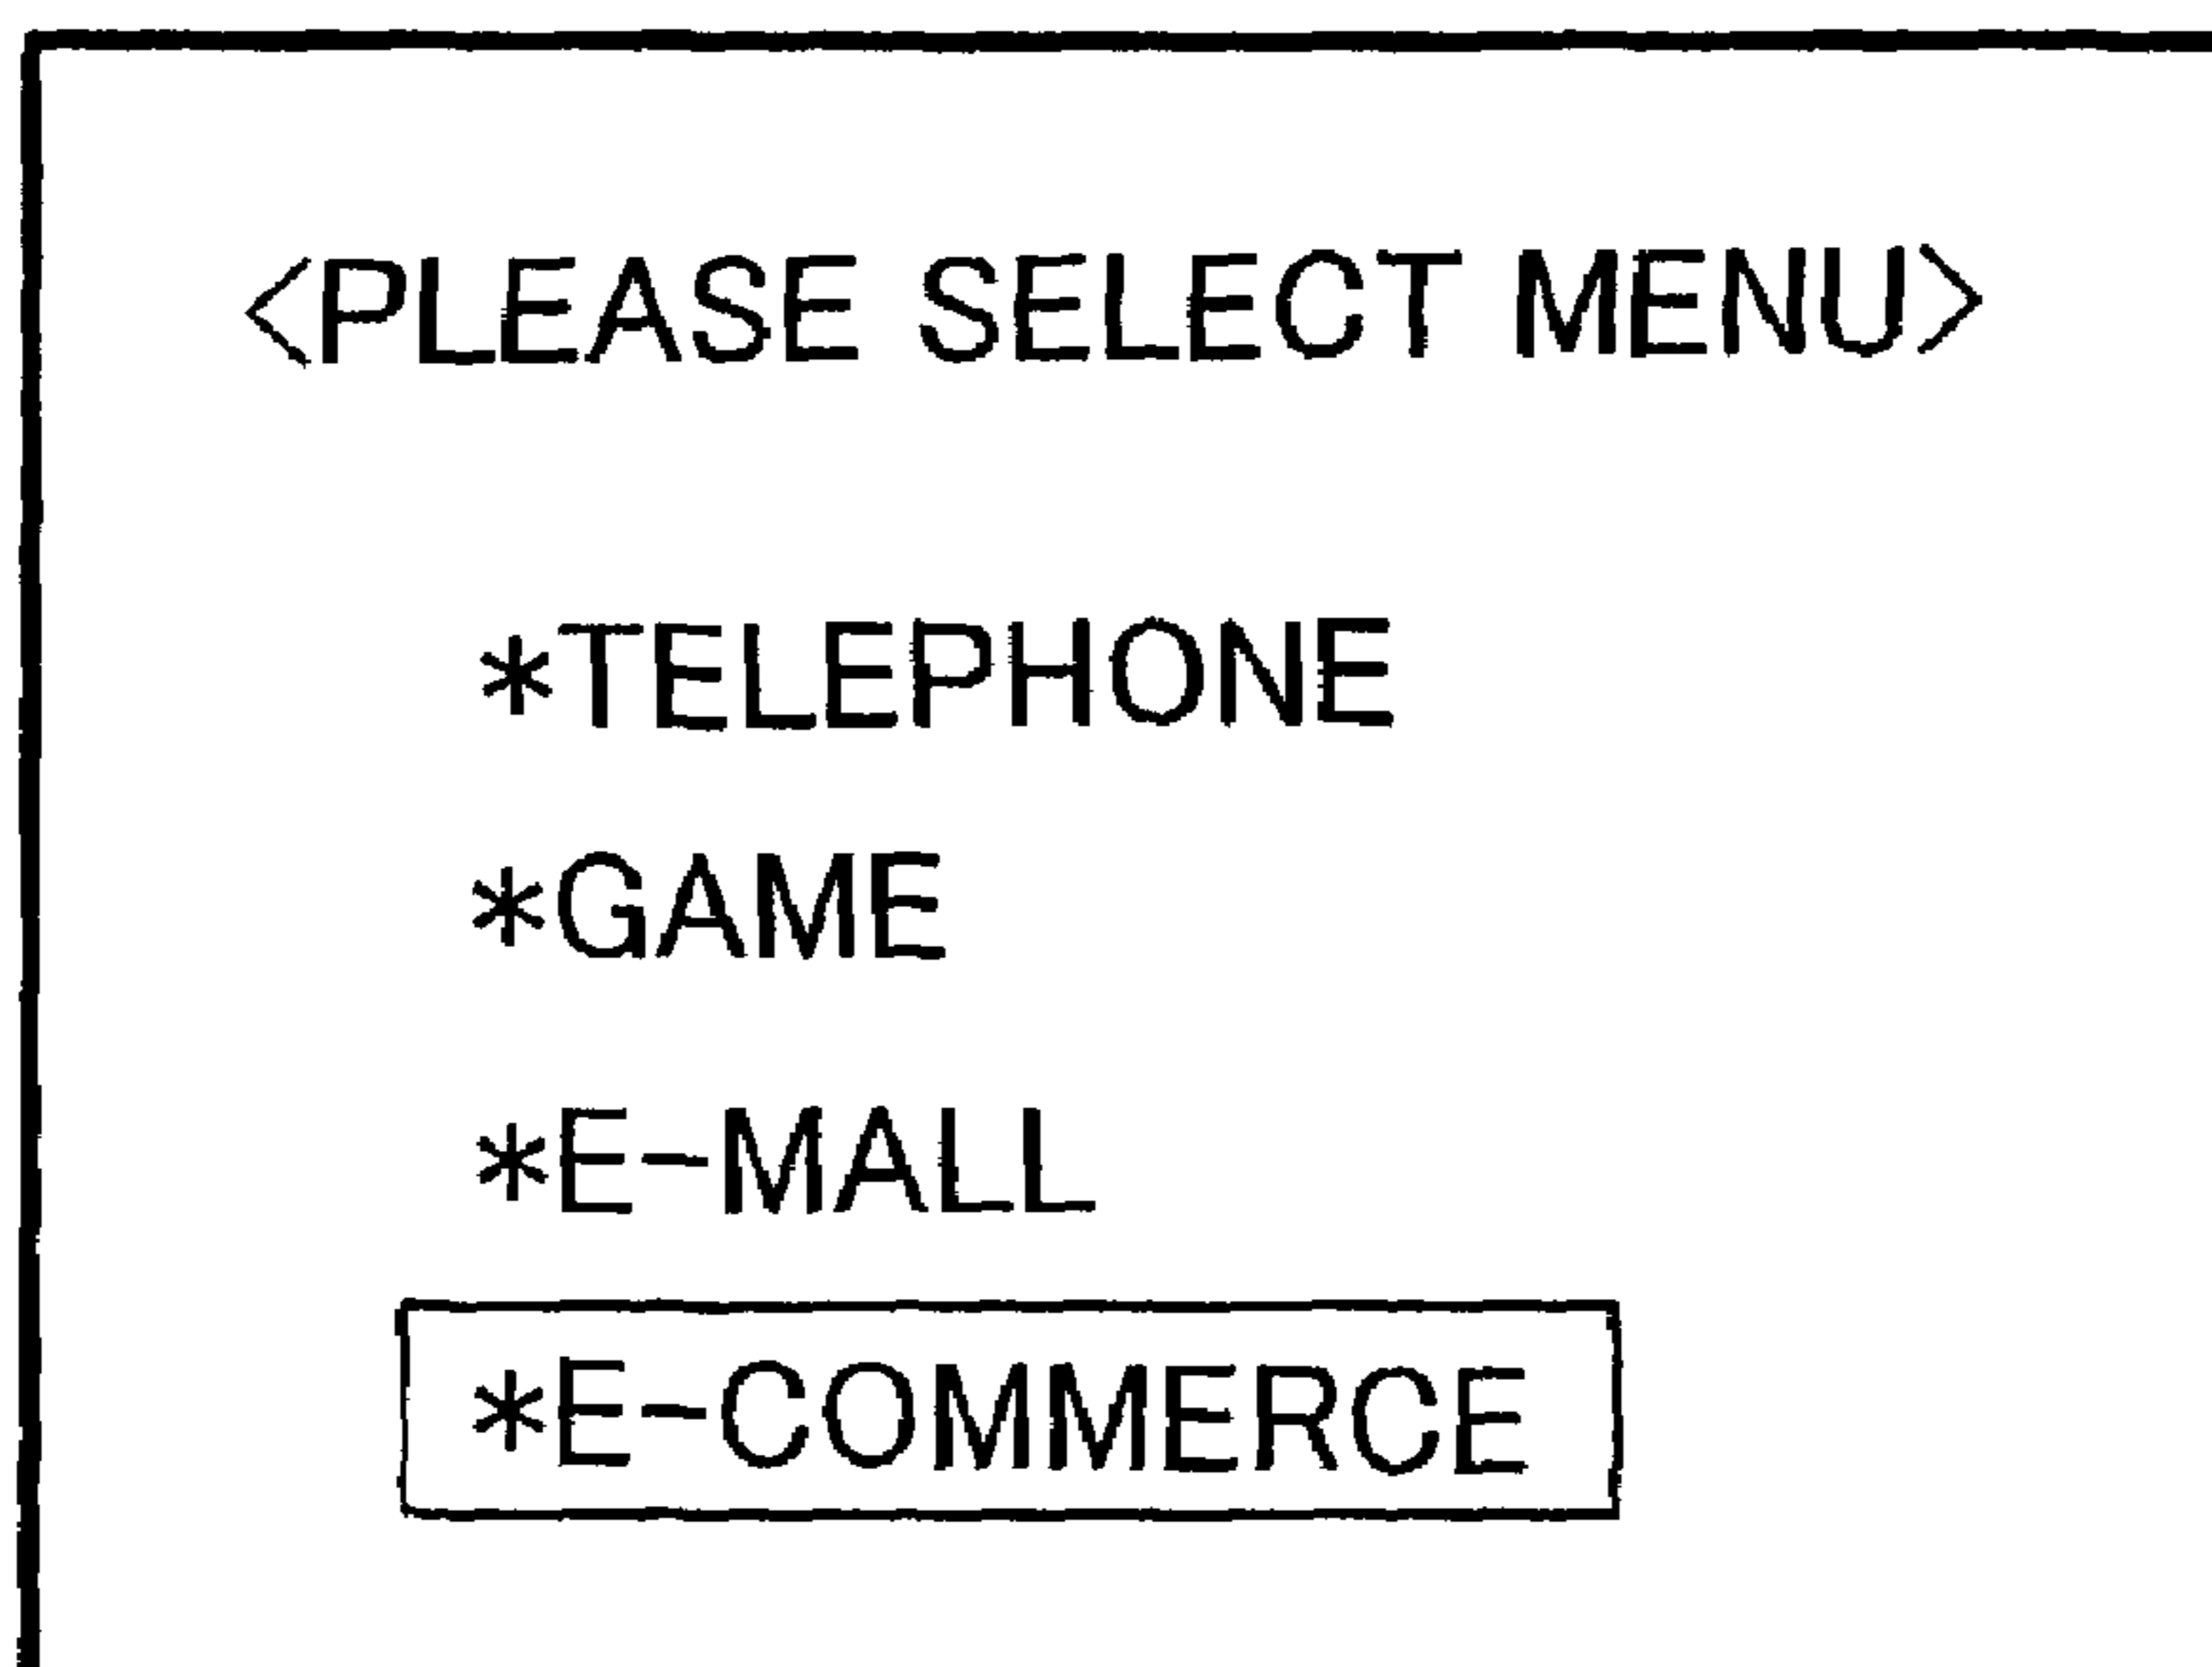 <PLEASE SELECT MENU>
*TELEPHONE
*GAME
*E-MALL
*E-COMMERCE